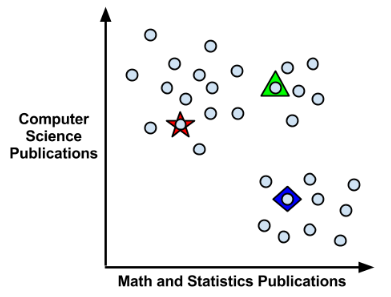 Computer
Science
Publications
Math and Statistics Publications